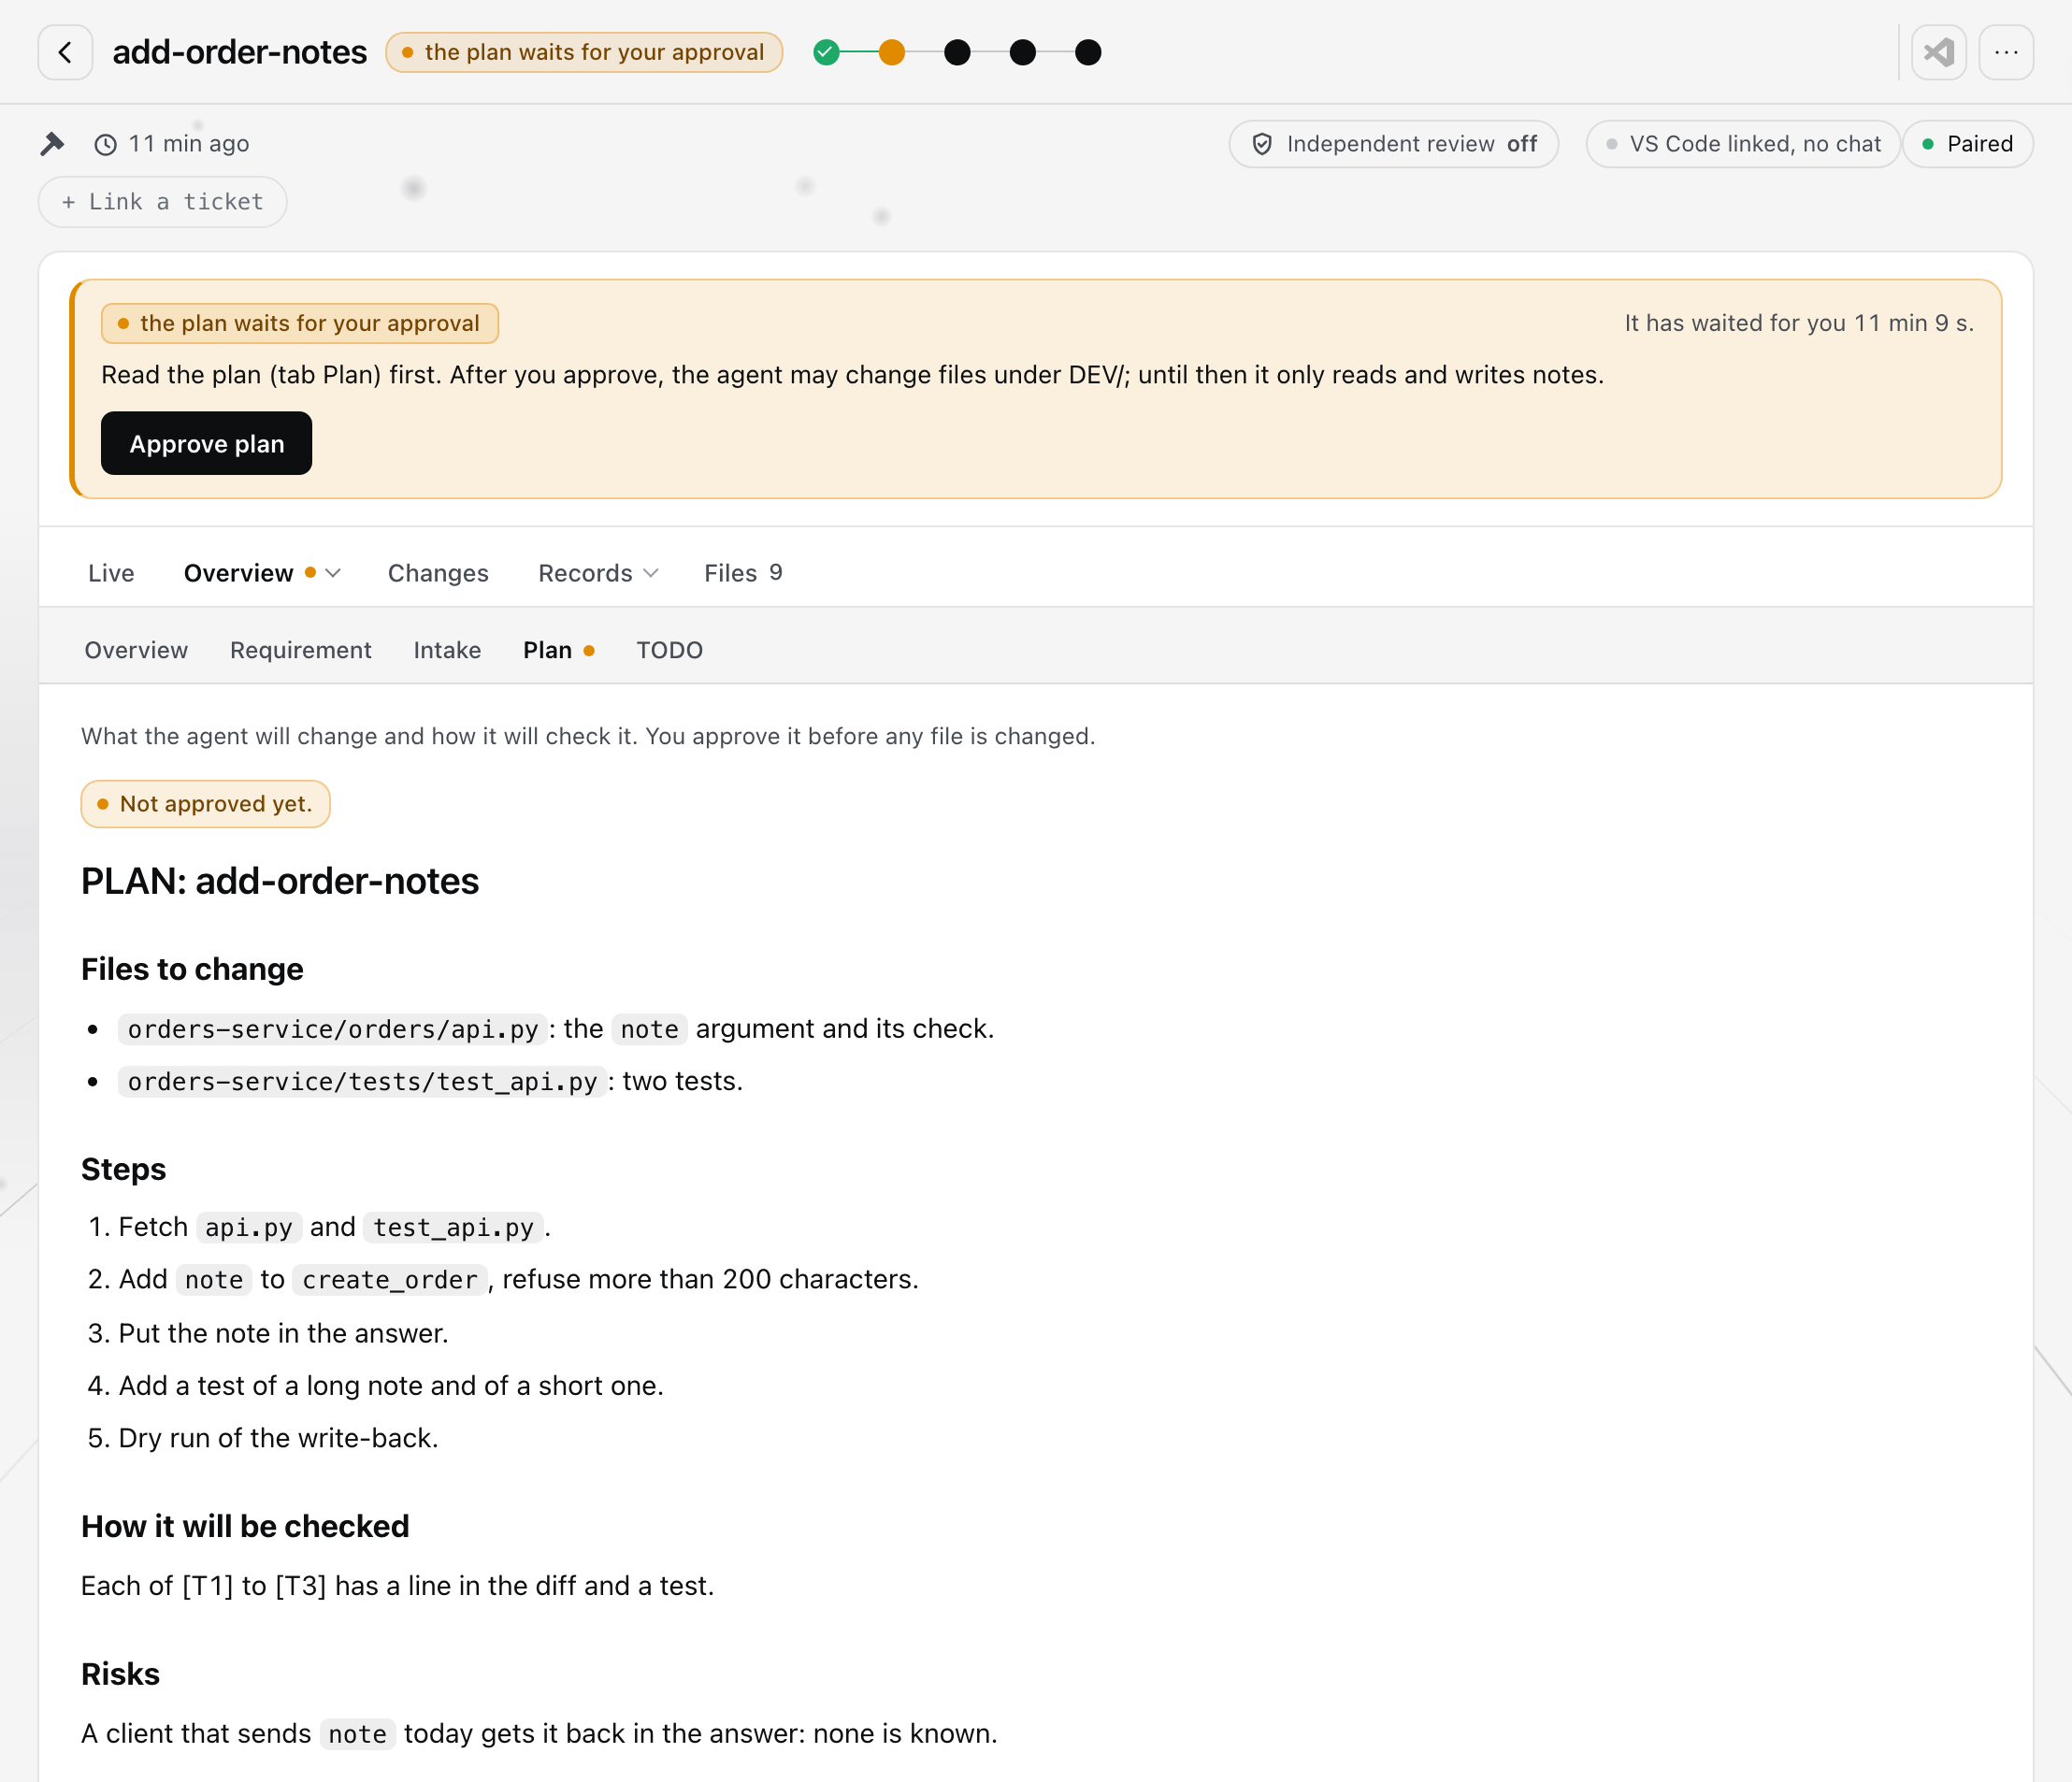 add-order-notes
the plan waits for your approval
11 min ago
Independent review off
VS Code linked, no chat
Paired
+ Link a ticket
the plan waits for your approval
It has waited for you 11 min 9 s.
Read the plan (tab Plan) first. After you approve, the agent may change files under DEV/; until then it only reads and writes notes.
Approve plan
Live Overview Changes Records Files 9
Overview Requirement Intake Plan TODO
What the agent will change and how it will check it. You approve it before any file is changed.
Not approved yet.
PLAN: add-order-notes
Files to change
• orders-service/orders/api.py: the note argument and its check.
• orders-service/tests/test_api.py: two tests.
Steps
1. Fetch api.py and test_api.py.
2. Add note to create_order, refuse more than 200 characters.
3. Put the note in the answer.
4. Add a test of a long note and of a short one.
5. Dry run of the write-back.
How it will be checked
Each of [T1] to [T3] has a line in the diff and a test.
Risks
A client that sends note today gets it back in the answer: none is known.